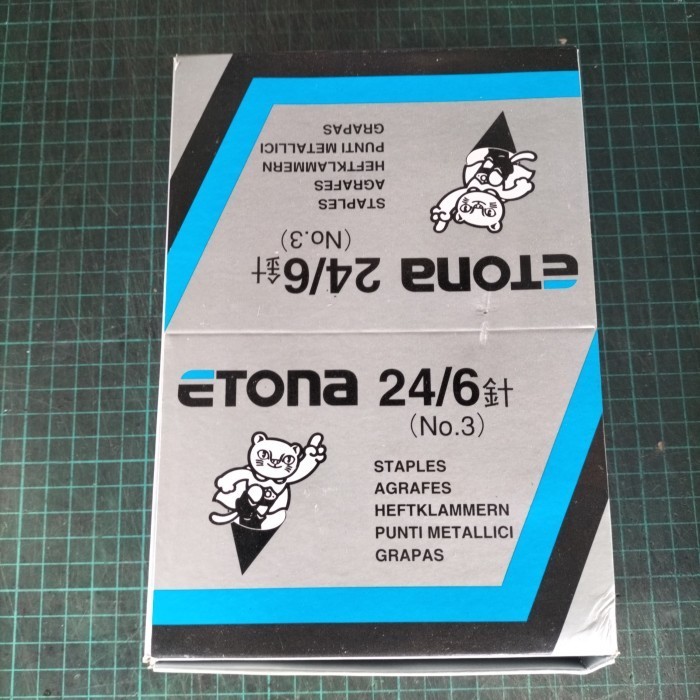 GRAPAS
PUNTI METALLICI
HEFTKLAMMERN
AGRAFES
STAPLES
(No.3)
ETONA 24/6針
ETONA 24/6針
(No.3)
STAPLES
AGRAFES
HEFTKLAMMERN
PUNTI METALLICI
GRAPAS